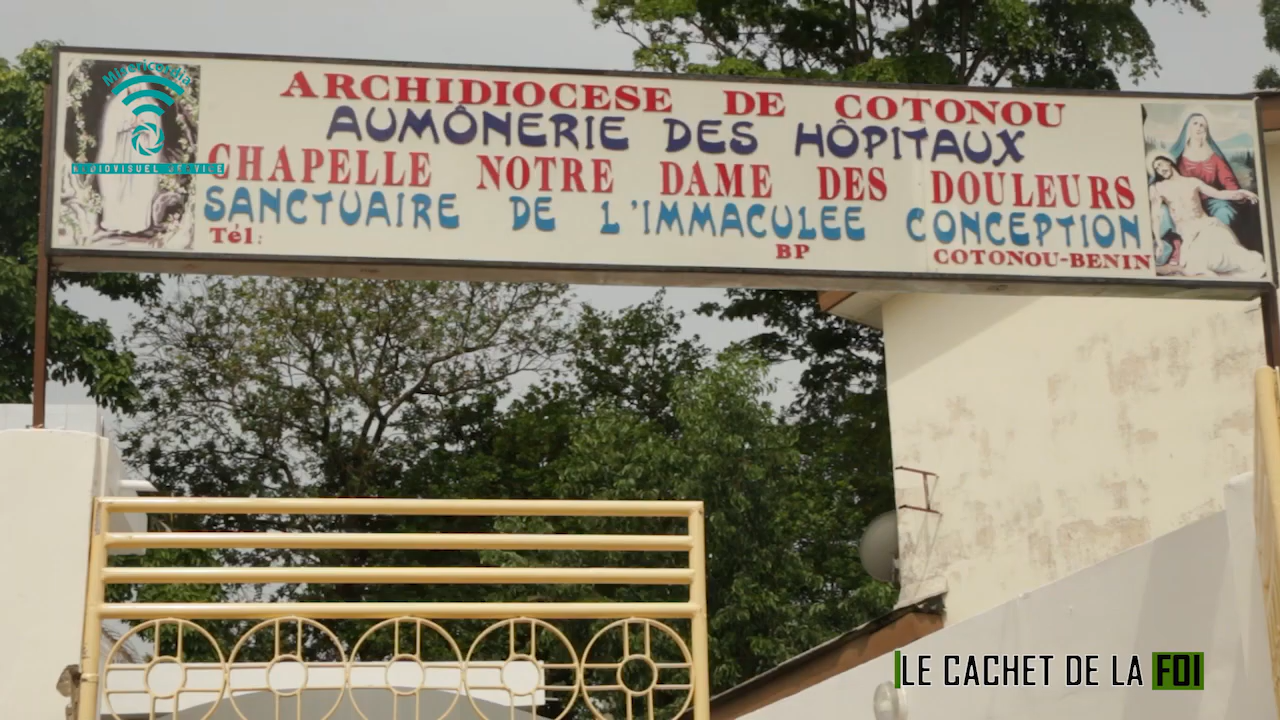 Misericordia
ARCHIDIOCESE DE COTONOU
AUMÔNERIE DES HÔPITAUX
CHAPELLE NOTRE DAME DES DOULEURS
SANCTUAIRE DE L'IMMACULEE CONCEPTION
Tél:
BP
COTONOU-BENIN
LE CACHET DE LA FOI